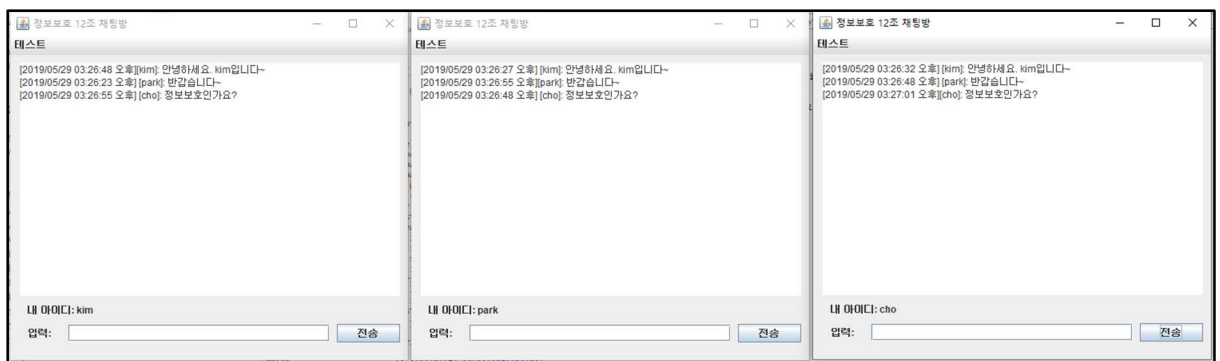 정보보호 12조 채팅방
테스트
[2019/05/29 03:26:48 오후][kim]: 안녕하세요. kim입니다~
[2019/05/29 03:26:23 오후] [park]: 반갑습니다~
[2019/05/29 03:26:55 오후] [cho]: 정보보호인가요?
내 아이디: kim
입력:
전송
정보보호 12조 채팅방
테스트
[2019/05/29 03:26:27 오후] [kim]: 안녕하세요. kim입니다~
[2019/05/29 03:26:55 오후][park]: 반갑습니다~
[2019/05/29 03:26:48 오후] [cho]: 정보보호인가요?
내 아이디: park
입력:
전송
정보보호 12조 채팅방
테스트
[2019/05/29 03:26:32 오후] [kim]: 안녕하세요. kim입니다~
[2019/05/29 03:26:48 오후] [park]: 반갑습니다~
[2019/05/29 03:27:01 오후][cho]: 정보보호인가요?
내 아이디: cho
입력:
전송